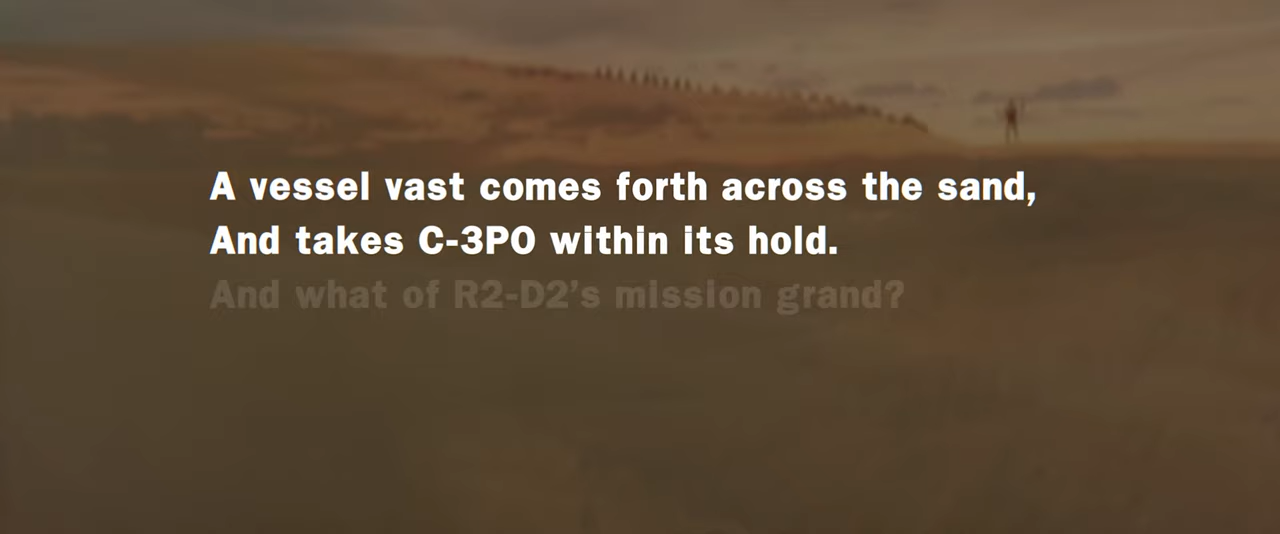 A vessel vast comes forth across the sand,
And takes C-3PO within its hold.
And what of R2-D2’s mission grand?